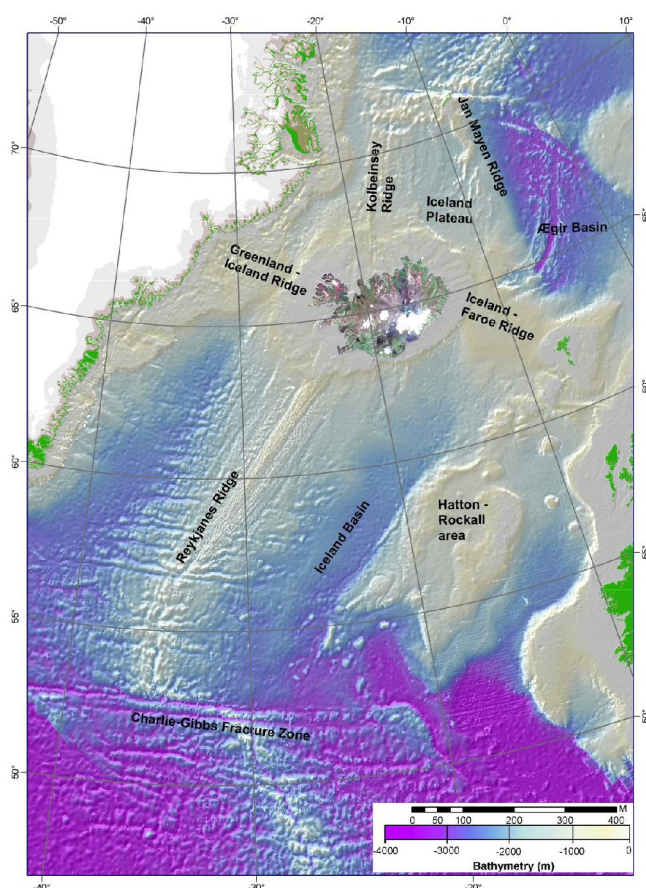 -50° -40° -30° -20° -10° 0° 10°
70°
Kolbeinsey
Ridge
Jan Mayen Ridge
Iceland
Plateau
65°
Ægir Basin
Greenland -
Iceland Ridge
65°
Iceland -
Faroe Ridge
60°
60°
Reykjanes Ridge
Iceland Basin
Hatton -
Rockall
area
55°
55°
50°
Charlie-Gibbs Fracture Zone
50°
M
0 50 100 200 300 400
-4000 -3000 -2000 -1000 0
Bathymetry (m)
-40° -30° -20° -10°